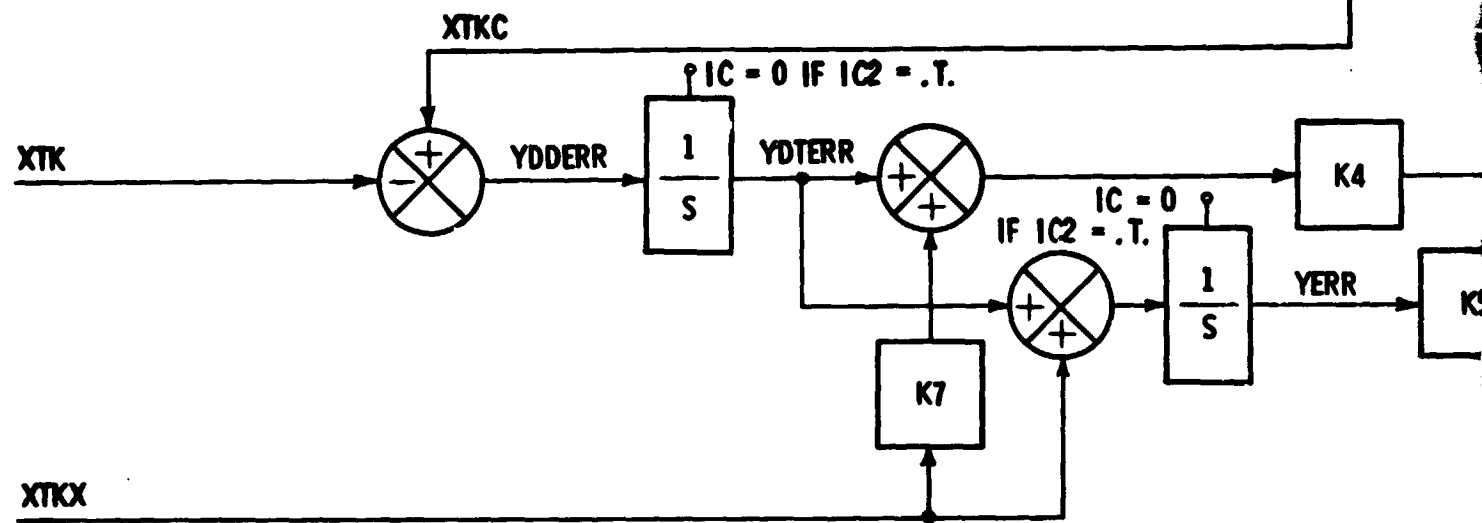 XTKC
IC = 0 IF IC2 = .T.
XTK
+
−
YDDERR
1
S
YDTERR
+
+
K4
IC = 0
IF IC2 = .T.
+
+
1
S
YERR
K7
XTKX